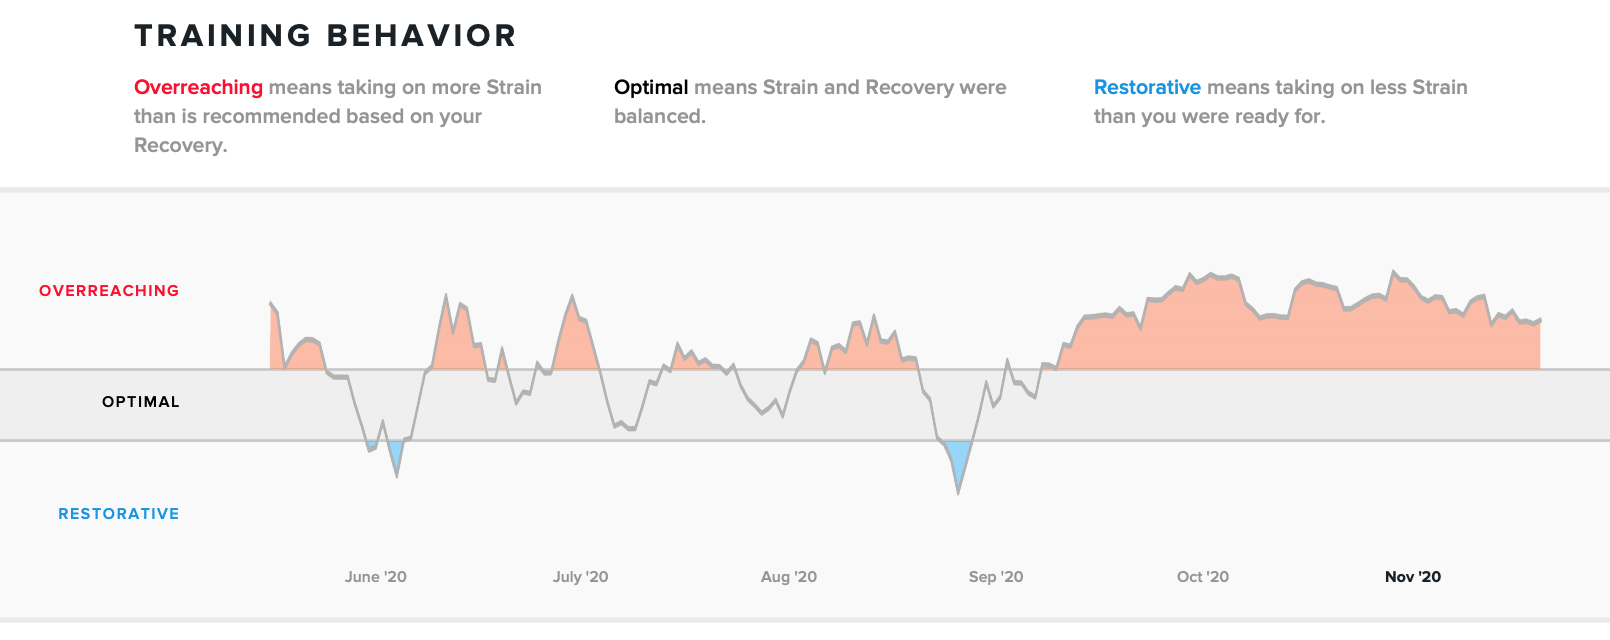 TRAINING BEHAVIOR
Overreaching means taking on more Strain
than is recommended based on your
Recovery.
Optimal means Strain and Recovery were
balanced.
Restorative means taking on less Strain
than you were ready for.
OVERREACHING
OPTIMAL
RESTORATIVE
June '20 July '20 Aug '20 Sep '20 Oct '20 Nov '20